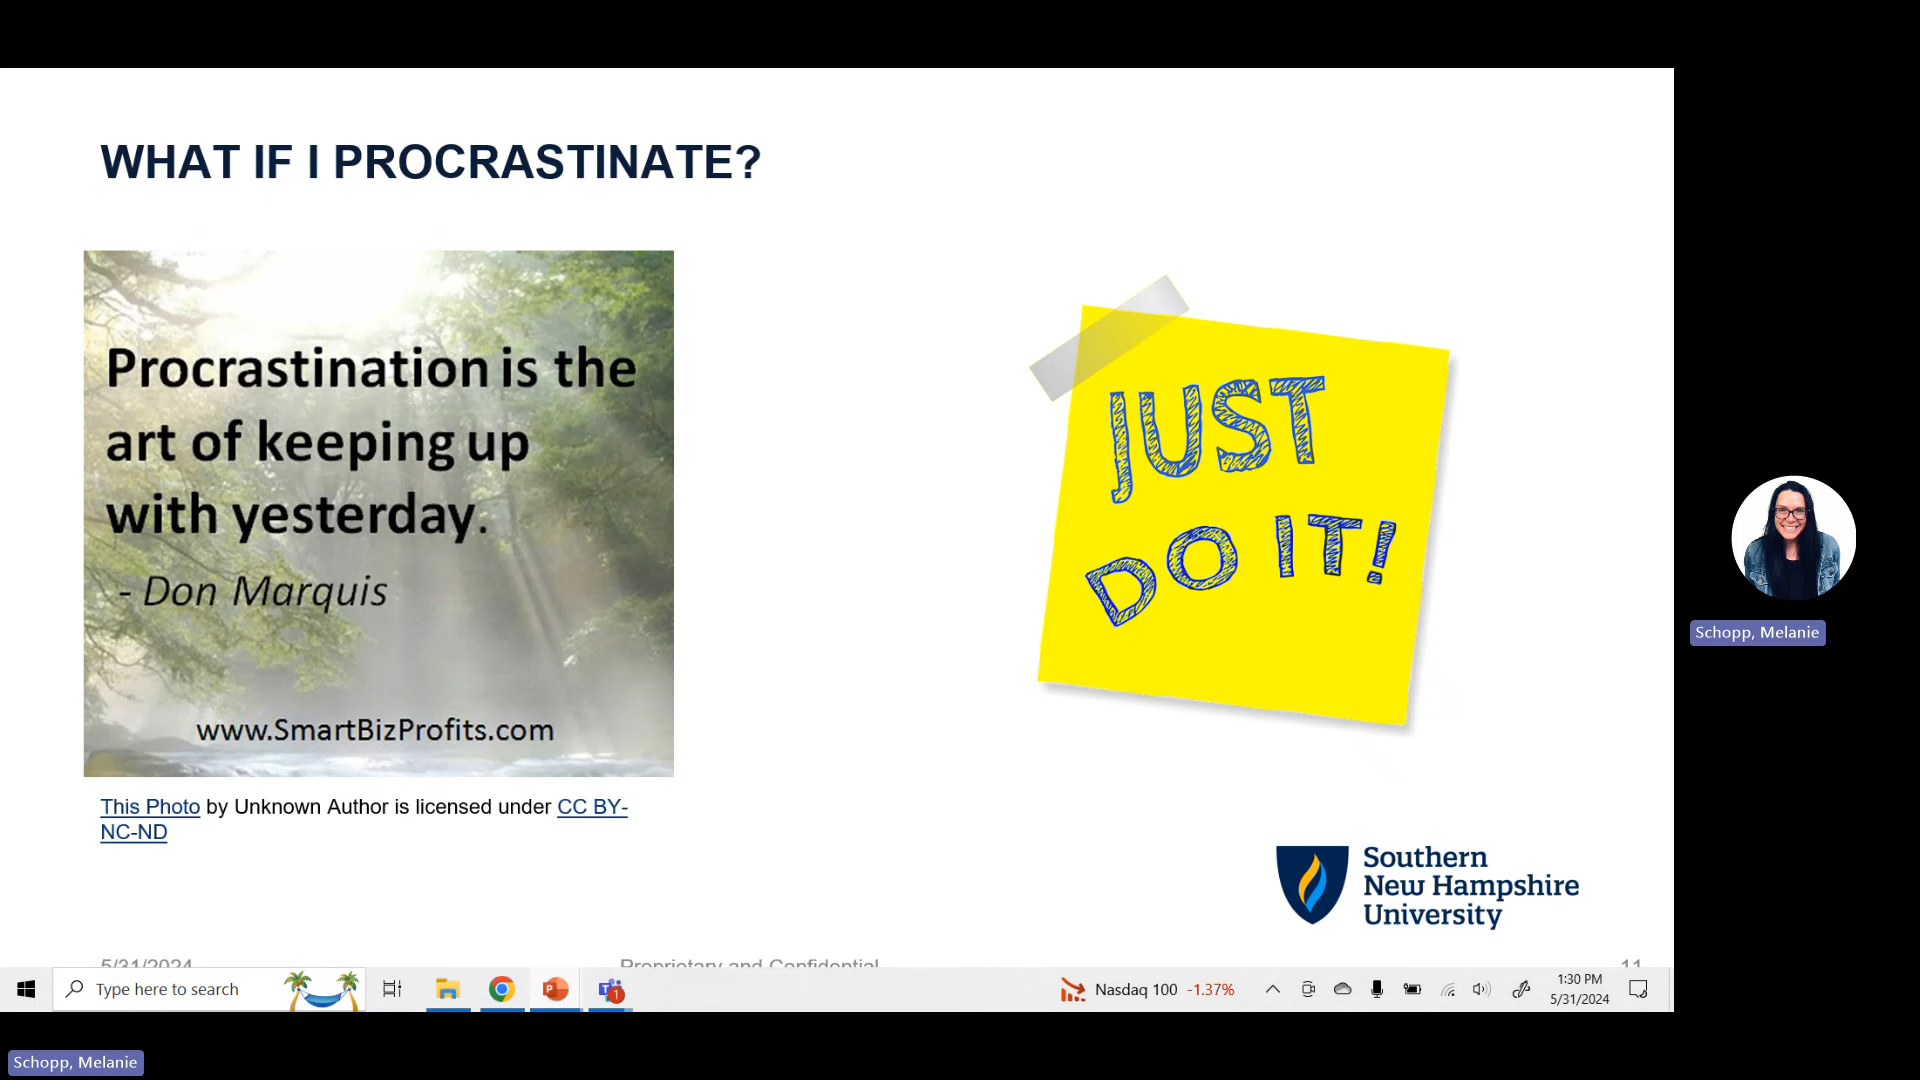 WHAT IF I PROCRASTINATE?
Procrastination is the
art of keeping up
with yesterday.
- Don Marquis
www.SmartBizProfits.com
This Photo by Unknown Author is licensed under CC BY-
NC-ND
JUST
DO IT!
Southern
New Hampshire
University
5/31/2024
Proprietary and Confidential
11
Type here to search
Nasdaq 100 -1.37%
1:30 PM
5/31/2024
1
Schopp, Melanie
Schopp, Melanie